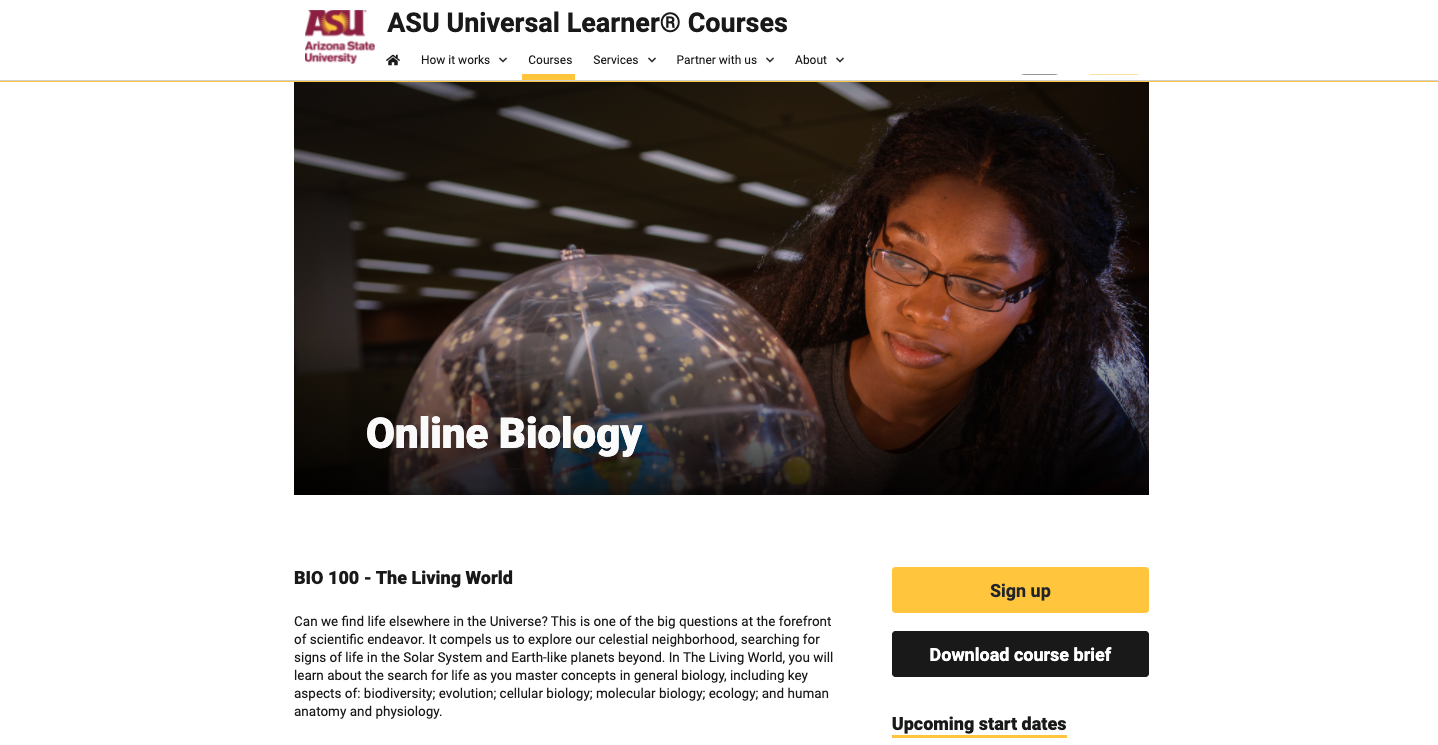 ASU
Arizona State
University
ASU Universal Learner® Courses
How it works
Courses
Services
Partner with us
About
Online Biology
BIO 100 - The Living World
Can we find life elsewhere in the Universe? This is one of the big questions at the forefront
of scientific endeavor. It compels us to explore our celestial neighborhood, searching for
signs of life in the Solar System and Earth-like planets beyond. In The Living World, you will
learn about the search for life as you master concepts in general biology, including key
aspects of: biodiversity; evolution; cellular biology; molecular biology; ecology; and human
anatomy and physiology.
Sign up
Download course brief
Upcoming start dates